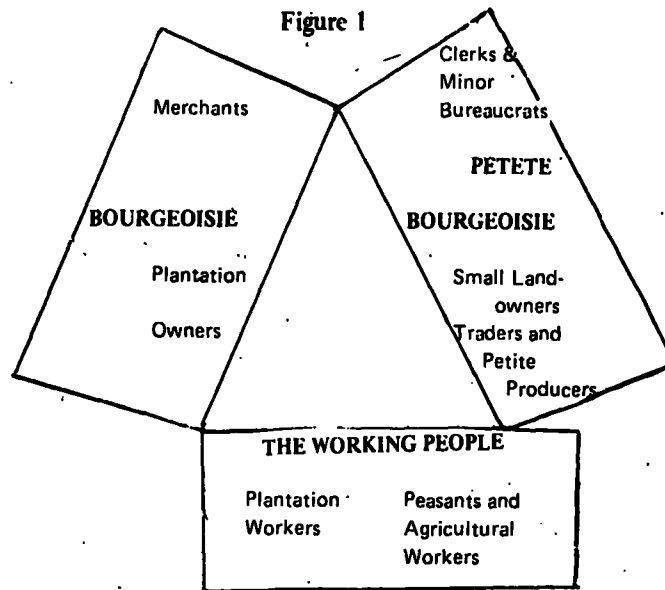 Figure 1
Merchants
BOURGEOISIE
Plantation
Owners
Clerks &
Minor
Bureaucrats
PETETE
BOURGEOISIE
Small Land-
owners
Traders and
Petite
Producers
THE WORKING PEOPLE
Plantation
Workers
Peasants and
Agricultural
Workers